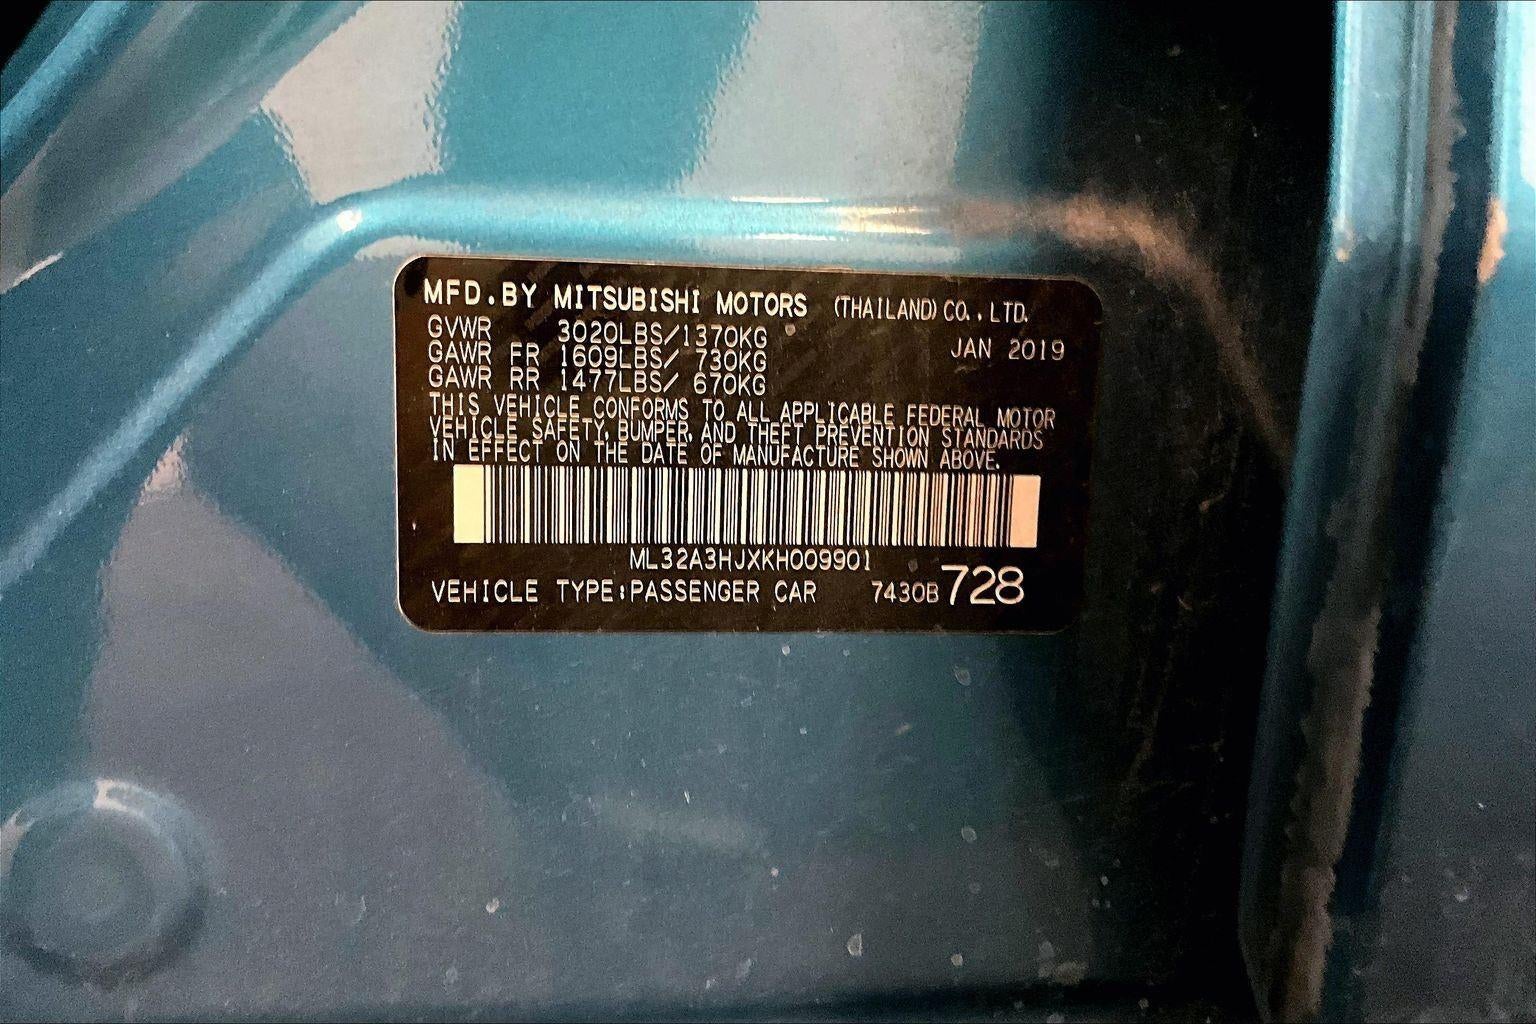 MFD.BY MITSUBISHI MOTORS (THAILAND) CO., LTD.
GVWR 3020LBS/1370KG
JAN 2019
GAWR FR 1609LBS/ 730KG
GAWR RR 1477LBS/ 670KG
THIS VEHICLE CONFORMS TO ALL APPLICABLE FEDERAL MOTOR
VEHICLE SAFETY, BUMPER, AND THEFT PREVENTION STANDARDS
IN EFFECT ON THE DATE OF MANUFACTURE SHOWN ABOVE.
ML32A3HJXKH009901
VEHICLE TYPE:PASSENGER CAR 7430B 728